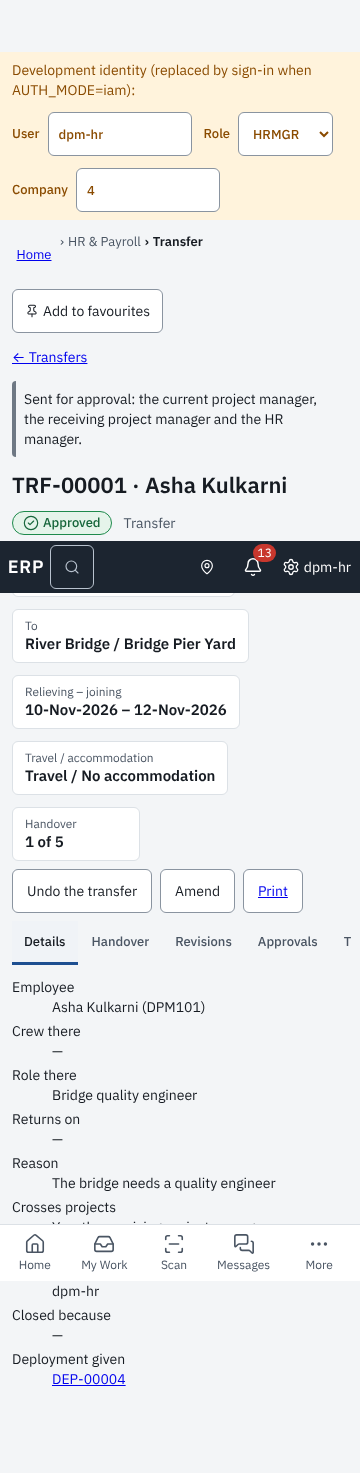 Development identity (replaced by sign-in when
AUTH_MODE=iam):
User dpm-hr Role HRMGR
Company 4
Home › HR & Payroll › Transfer
Add to favourites
← Transfers
Sent for approval: the current project manager,
the receiving project manager and the HR
manager.
TRF-00001 · Asha Kulkarni
Approved Transfer
ERP 13 dpm-hr
To
River Bridge / Bridge Pier Yard
Relieving – joining
10-Nov-2026 – 12-Nov-2026
Travel / accommodation
Travel / No accommodation
Handover
1 of 5
Undo the transfer Amend Print
Details Handover Revisions Approvals T
Employee
Asha Kulkarni (DPM101)
Crew there
—
Role there
Bridge quality engineer
Returns on
—
Reason
The bridge needs a quality engineer
Crosses projects
Home My Work Scan Messages More
dpm-hr
Closed because
—
Deployment given
DEP-00004